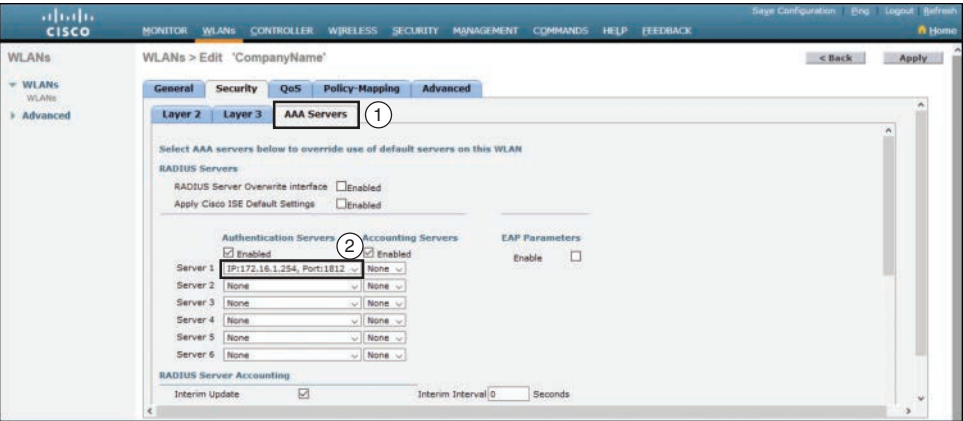 Save Configuration Ping Logout Refresh
CISCO MONITOR WLANs CONTROLLER WIRELESS SECURITY MANAGEMENT COMMANDS HELP FEEDBACK Home
WLANs WLANs > Edit 'CompanyName' < Back Apply
WLANs
WLANs
Advanced
General Security QoS Policy-Mapping Advanced
Layer 2 Layer 3 AAA Servers 1
Select AAA servers below to override use of default servers on this WLAN
RADIUS Servers
RADIUS Server Overwrite interface Enabled
Apply Cisco ISE Default Settings Enabled
Authentication Servers 2 Accounting Servers EAP Parameters
Enabled Enabled Enable
Server 1 IP:172.16.1.254, Port:1812 None
Server 2 None None
Server 3 None None
Server 4 None None
Server 5 None None
Server 6 None None
RADIUS Server Accounting
Interim Update Interim Interval 0 Seconds